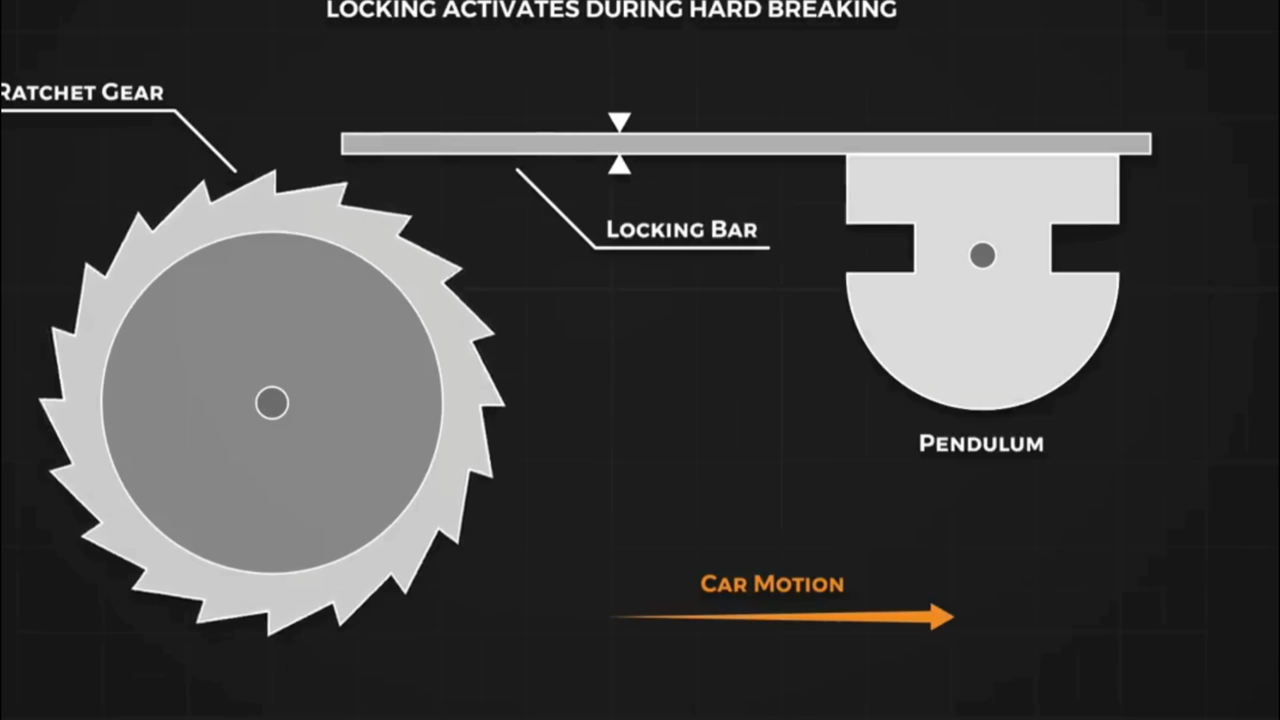 LOCKING ACTIVATES DURING HARD BREAKING
RATCHET GEAR
LOCKING BAR
PENDULUM
CAR MOTION